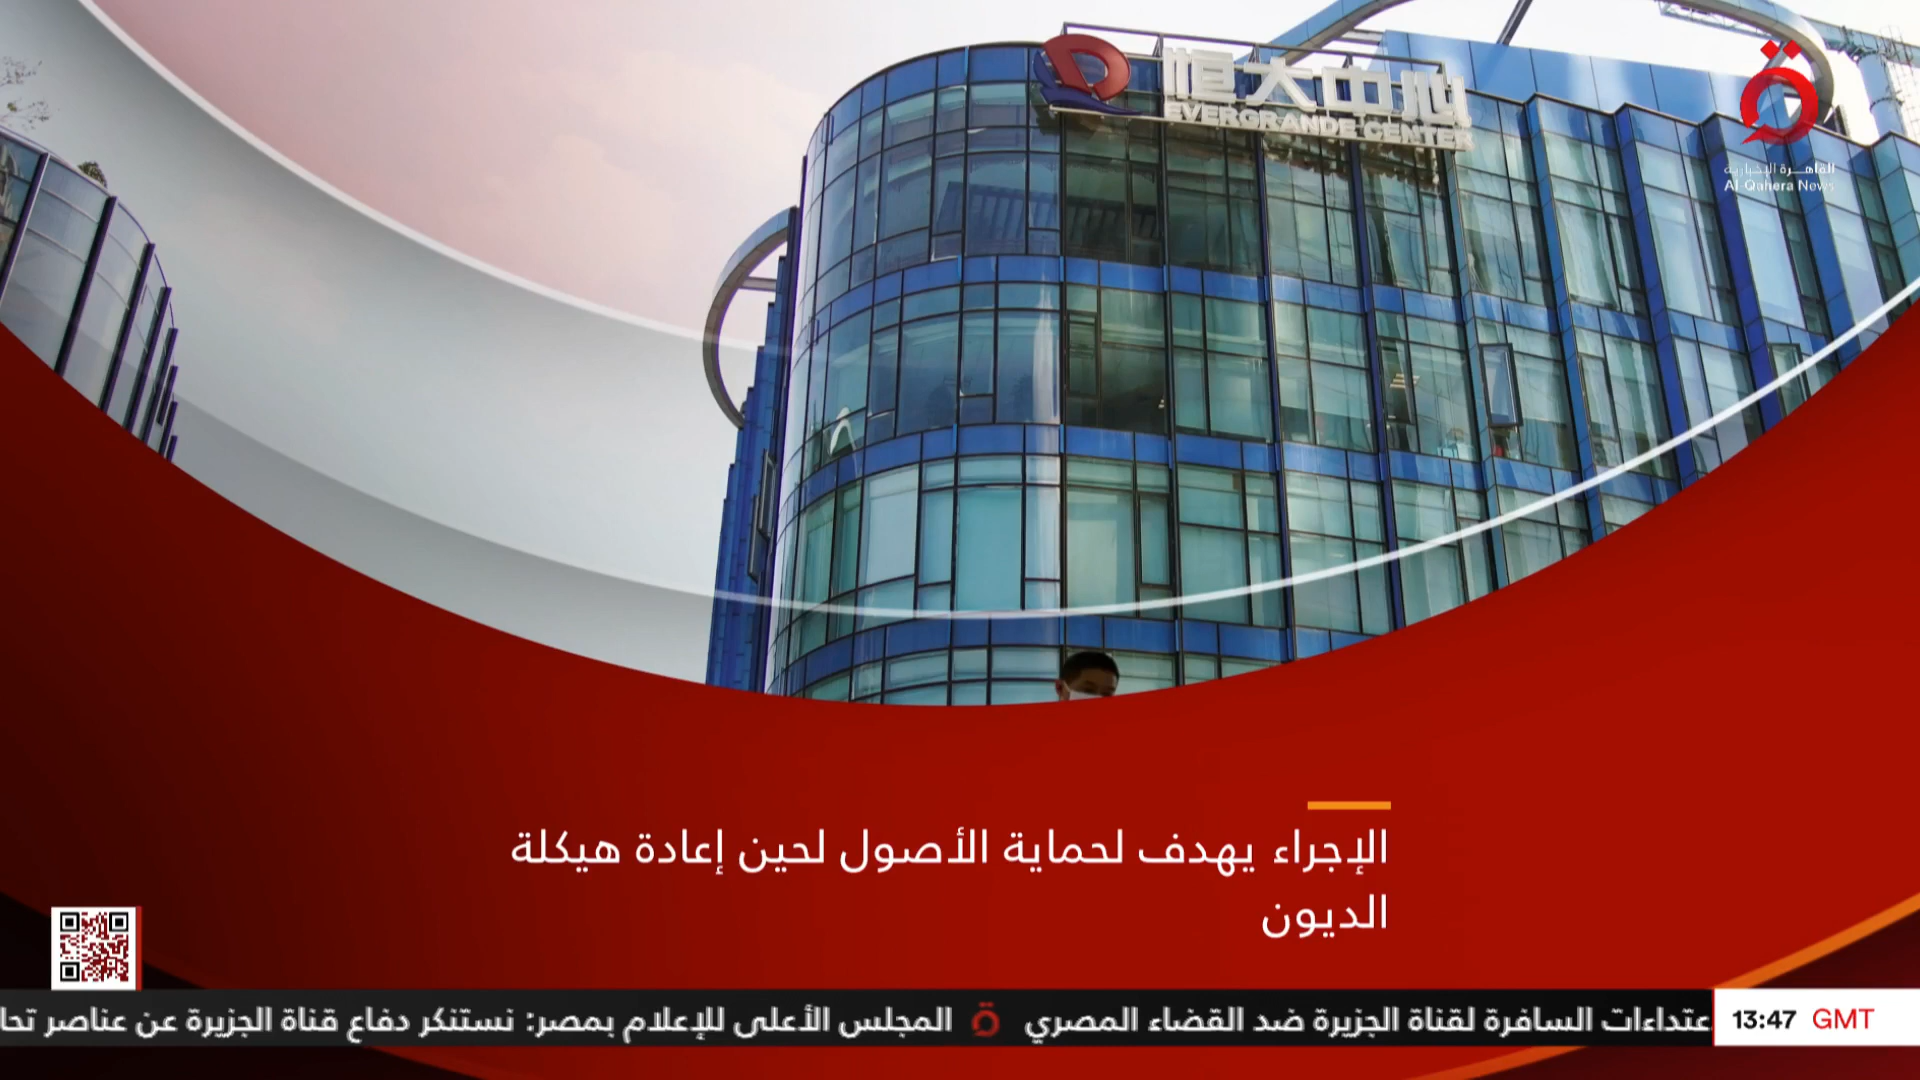 恒大中心
EVERGRANDE CENTER
القاهرة الإخبارية
Al Qahera News
الإجراء يهدف لحماية الأصول لحين إعادة هيكلة
الديون
عتداءات السافرة لقناة الجزيرة ضد القضاء المصري
المجلس الأعلى للإعلام بمصر: نستنكر دفاع قناة الجزيرة عن عناصر تحا
13:47 GMT